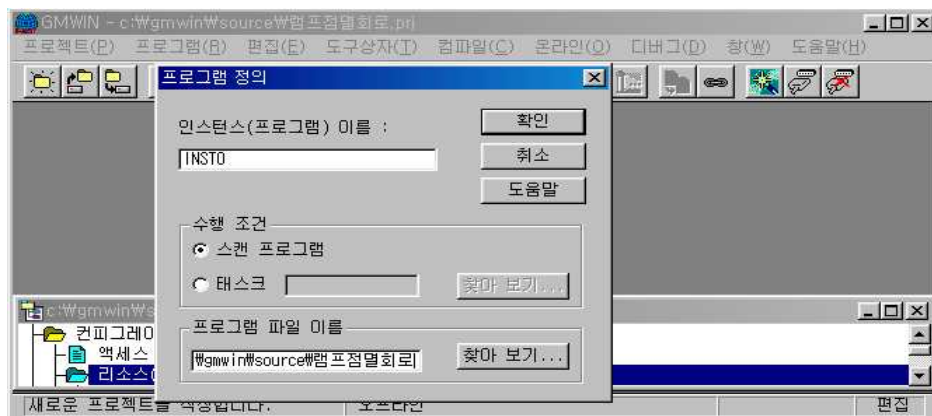 GMWIN - c:₩gmwin₩source₩램프점멸회로.prj
프로젝트(P) 프로그램(R) 편집(E) 도구상자(T) 컴파일(C) 온라인(O) 디버그(D) 창(W) 도움말(H)
프로그램 정의
인스턴스(프로그램) 이름 :
확인
INST0
취소
도움말
수행 조건
스캔 프로그램
태스크
찾아 보기...
프로그램 파일 이름
₩gmwin₩source₩램프점멸회로
찾아 보기...
c:₩gmwin₩s
컨피그레이
액세스
리소스(
새로운 프로젝트를 작성합니다.
오프라인
편집